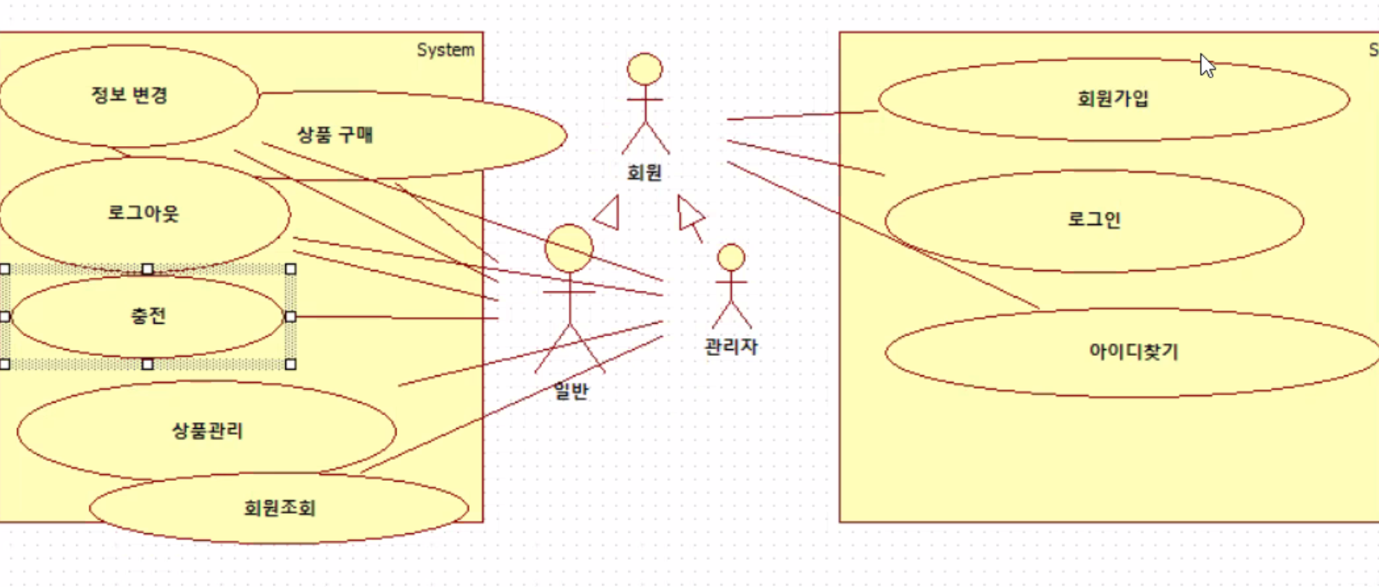 System
정보 변경
상품 구매
로그아웃
충전
상품관리
회원조회
회원
일반
관리자
S
회원가입
로그인
아이디찾기